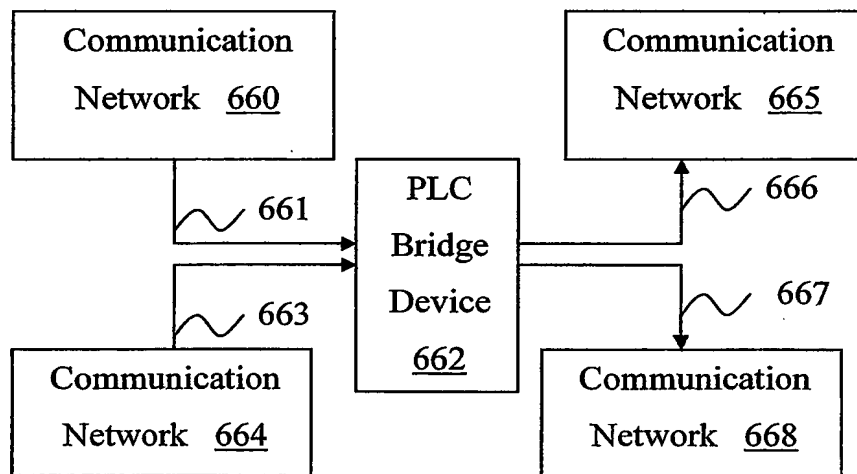 Communication
Network 660
Communication
Network 665
661
PLC
Bridge
Device
662
666
663
667
Communication
Network 664
Communication
Network 668